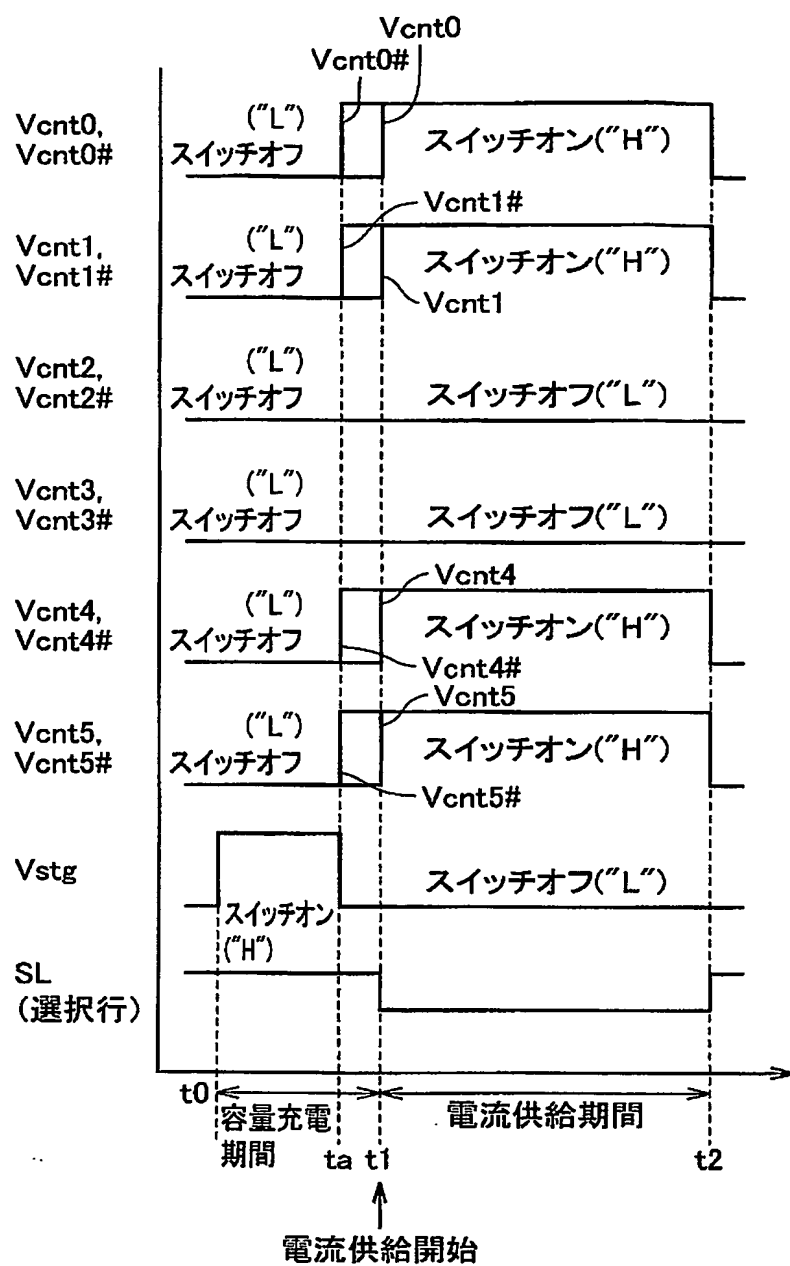 Vcnt0
Vcnt0#
Vcnt0,
Vcnt0#
("L")
スイッチオフ
スイッチオン("H")
Vcnt1#
Vcnt1,
Vcnt1#
("L")
スイッチオフ
スイッチオン("H")
Vcnt1
Vcnt2,
Vcnt2#
("L")
スイッチオフ
スイッチオフ("L")
Vcnt3,
Vcnt3#
("L")
スイッチオフ
スイッチオフ("L")
Vcnt4
Vcnt4,
Vcnt4#
("L")
スイッチオフ
スイッチオン("H")
Vcnt4#
Vcnt5
Vcnt5,
Vcnt5#
("L")
スイッチオフ
スイッチオン("H")
Vcnt5#
Vstg
スイッチオン
("H")
スイッチオフ("L")
SL
(選択行)
t0
容量充電
期間
電流供給期間
ta
t1
t2
電流供給開始